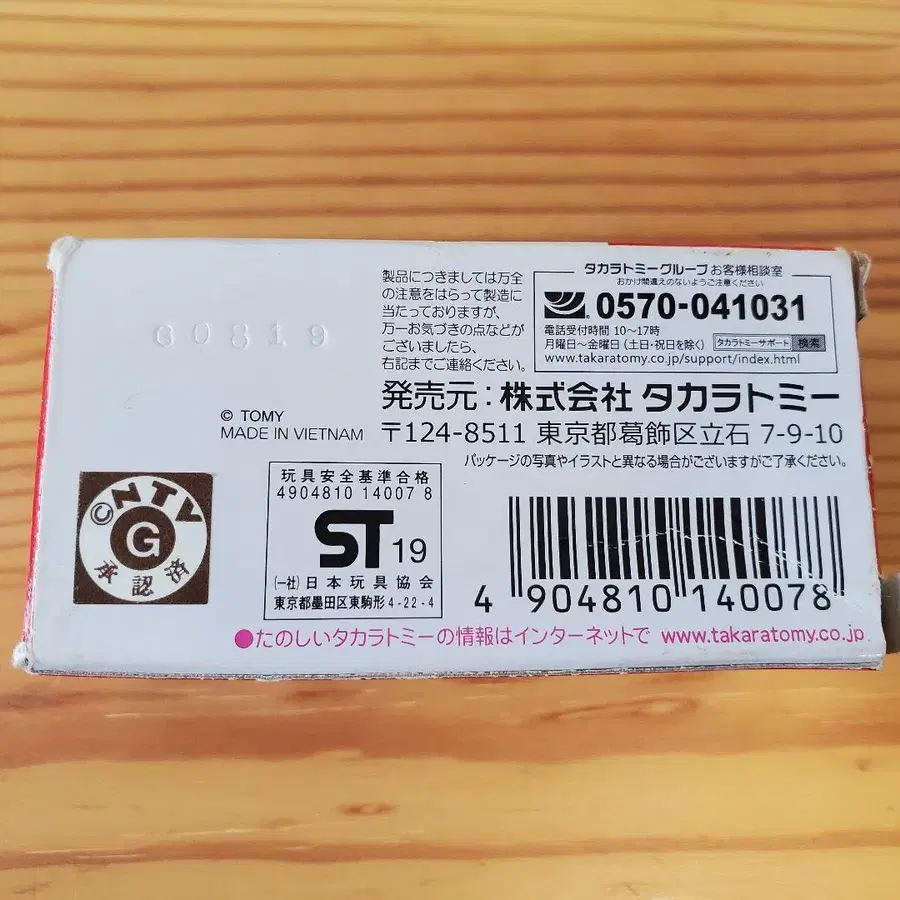 G0819
© TOMY
MADE IN VIETNAM
製品につきましては万全
の注意をはらって製造に
当たっておりますが、
万一お気づきの点などが
ございましたら、
右記までご連絡ください。
タカラトミーグループお客様相談室
おかけ間違えのないようご注意ください
0570-041031
電話受付時間 10〜17時
月曜日〜金曜日(土・日・祝日を除く) タカラトミーサポート 検索
www.takaratomy.co.jp/support/index.html
発売元:株式会社 タカラトミー
〒124-8511 東京都葛飾区立石 7-9-10
パッケージの写真やイラストと異なる場合がございますがご了承ください。
©NTV
G
承認済
玩具安全基準合格
4904810 14007 8
ST 19
(一社)日本玩具協会
東京都墨田区東駒形 4-22-4
4 904810 140078
●たのしいタカラトミーの情報はインターネットで www.takaratomy.co.jp